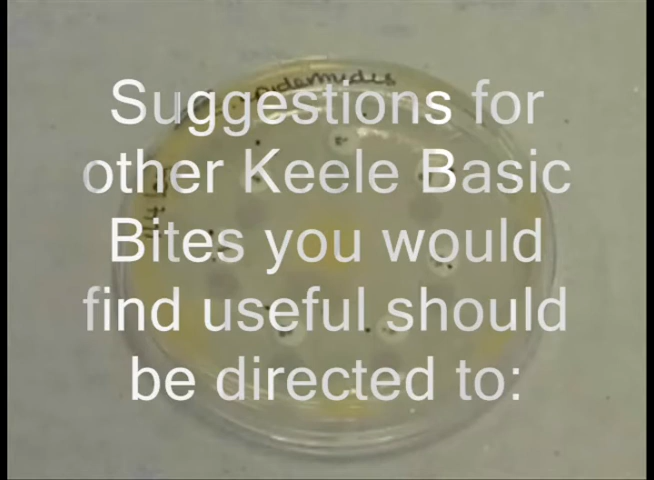 Suggestions for
other Keele Basic
Bites you would
find useful should
be directed to: